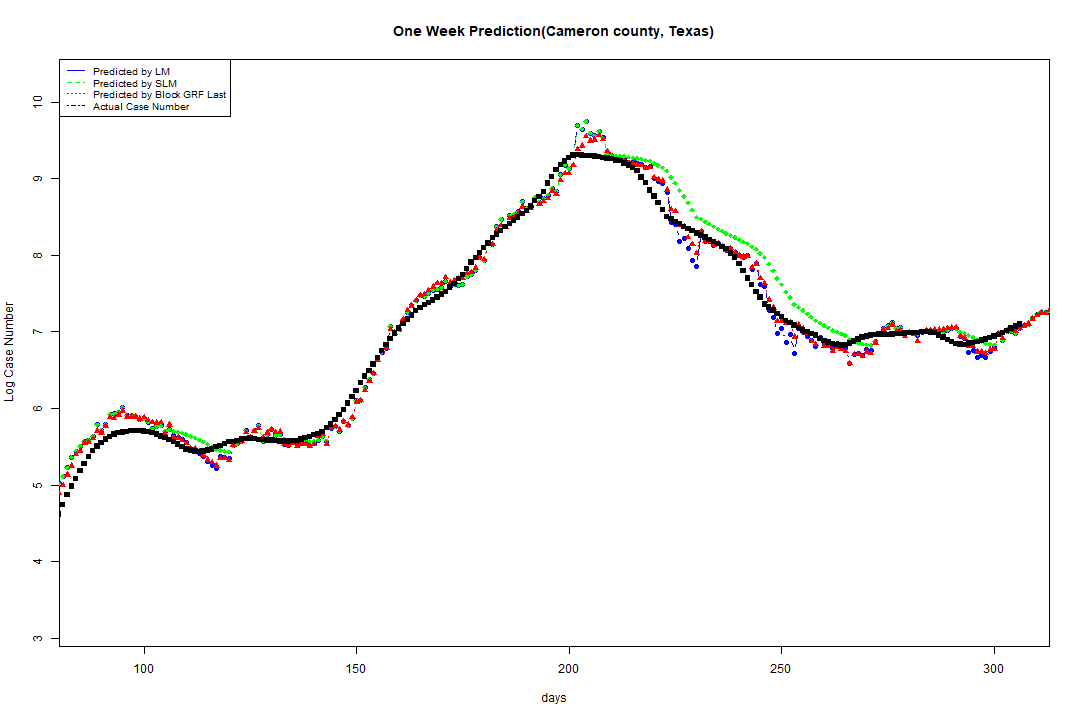 One Week Prediction(Cameron county, Texas)
Predicted by LM
Predicted by SLM
Predicted by Block GRF Last
Actual Case Number
10
9
8
7
6
5
4
3
Log Case Number
100 150 200 250 300
days